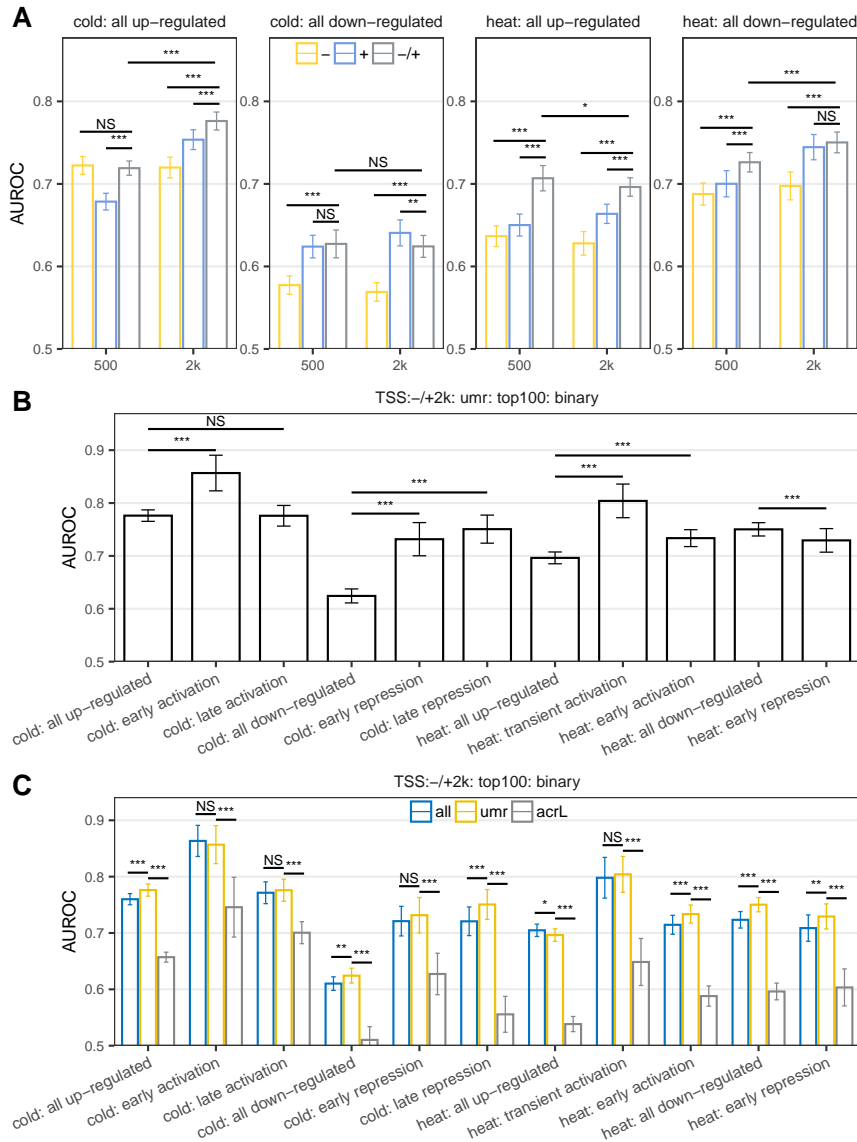 A
cold: all up−regulated
cold: all down−regulated
heat: all up−regulated
heat: all down−regulated
− + −/+
AUROC
0.8
0.7
0.6
0.5
***
***
***
NS
***
NS
***
***
NS
**
*
***
***
***
***
***
***
***
NS
***
500 2k
500 2k
500 2k
500 2k
B
TSS:−/+2k: umr: top100: binary
AUROC
0.9
0.8
0.7
0.6
0.5
NS
***
***
***
***
***
***
cold: all up−regulated
cold: early activation
cold: late activation
cold: all down−regulated
cold: early repression
cold: late repression
heat: all up−regulated
heat: transient activation
heat: early activation
heat: all down−regulated
heat: early repression
C
TSS:−/+2k: top100: binary
all umr acrL
AUROC
0.9
0.8
0.7
0.6
0.5
*** ***
NS ***
NS ***
** ***
NS ***
*** ***
* ***
NS ***
*** ***
*** ***
** ***
cold: all up−regulated
cold: early activation
cold: late activation
cold: all down−regulated
cold: early repression
cold: late repression
heat: all up−regulated
heat: transient activation
heat: early activation
heat: all down−regulated
heat: early repression